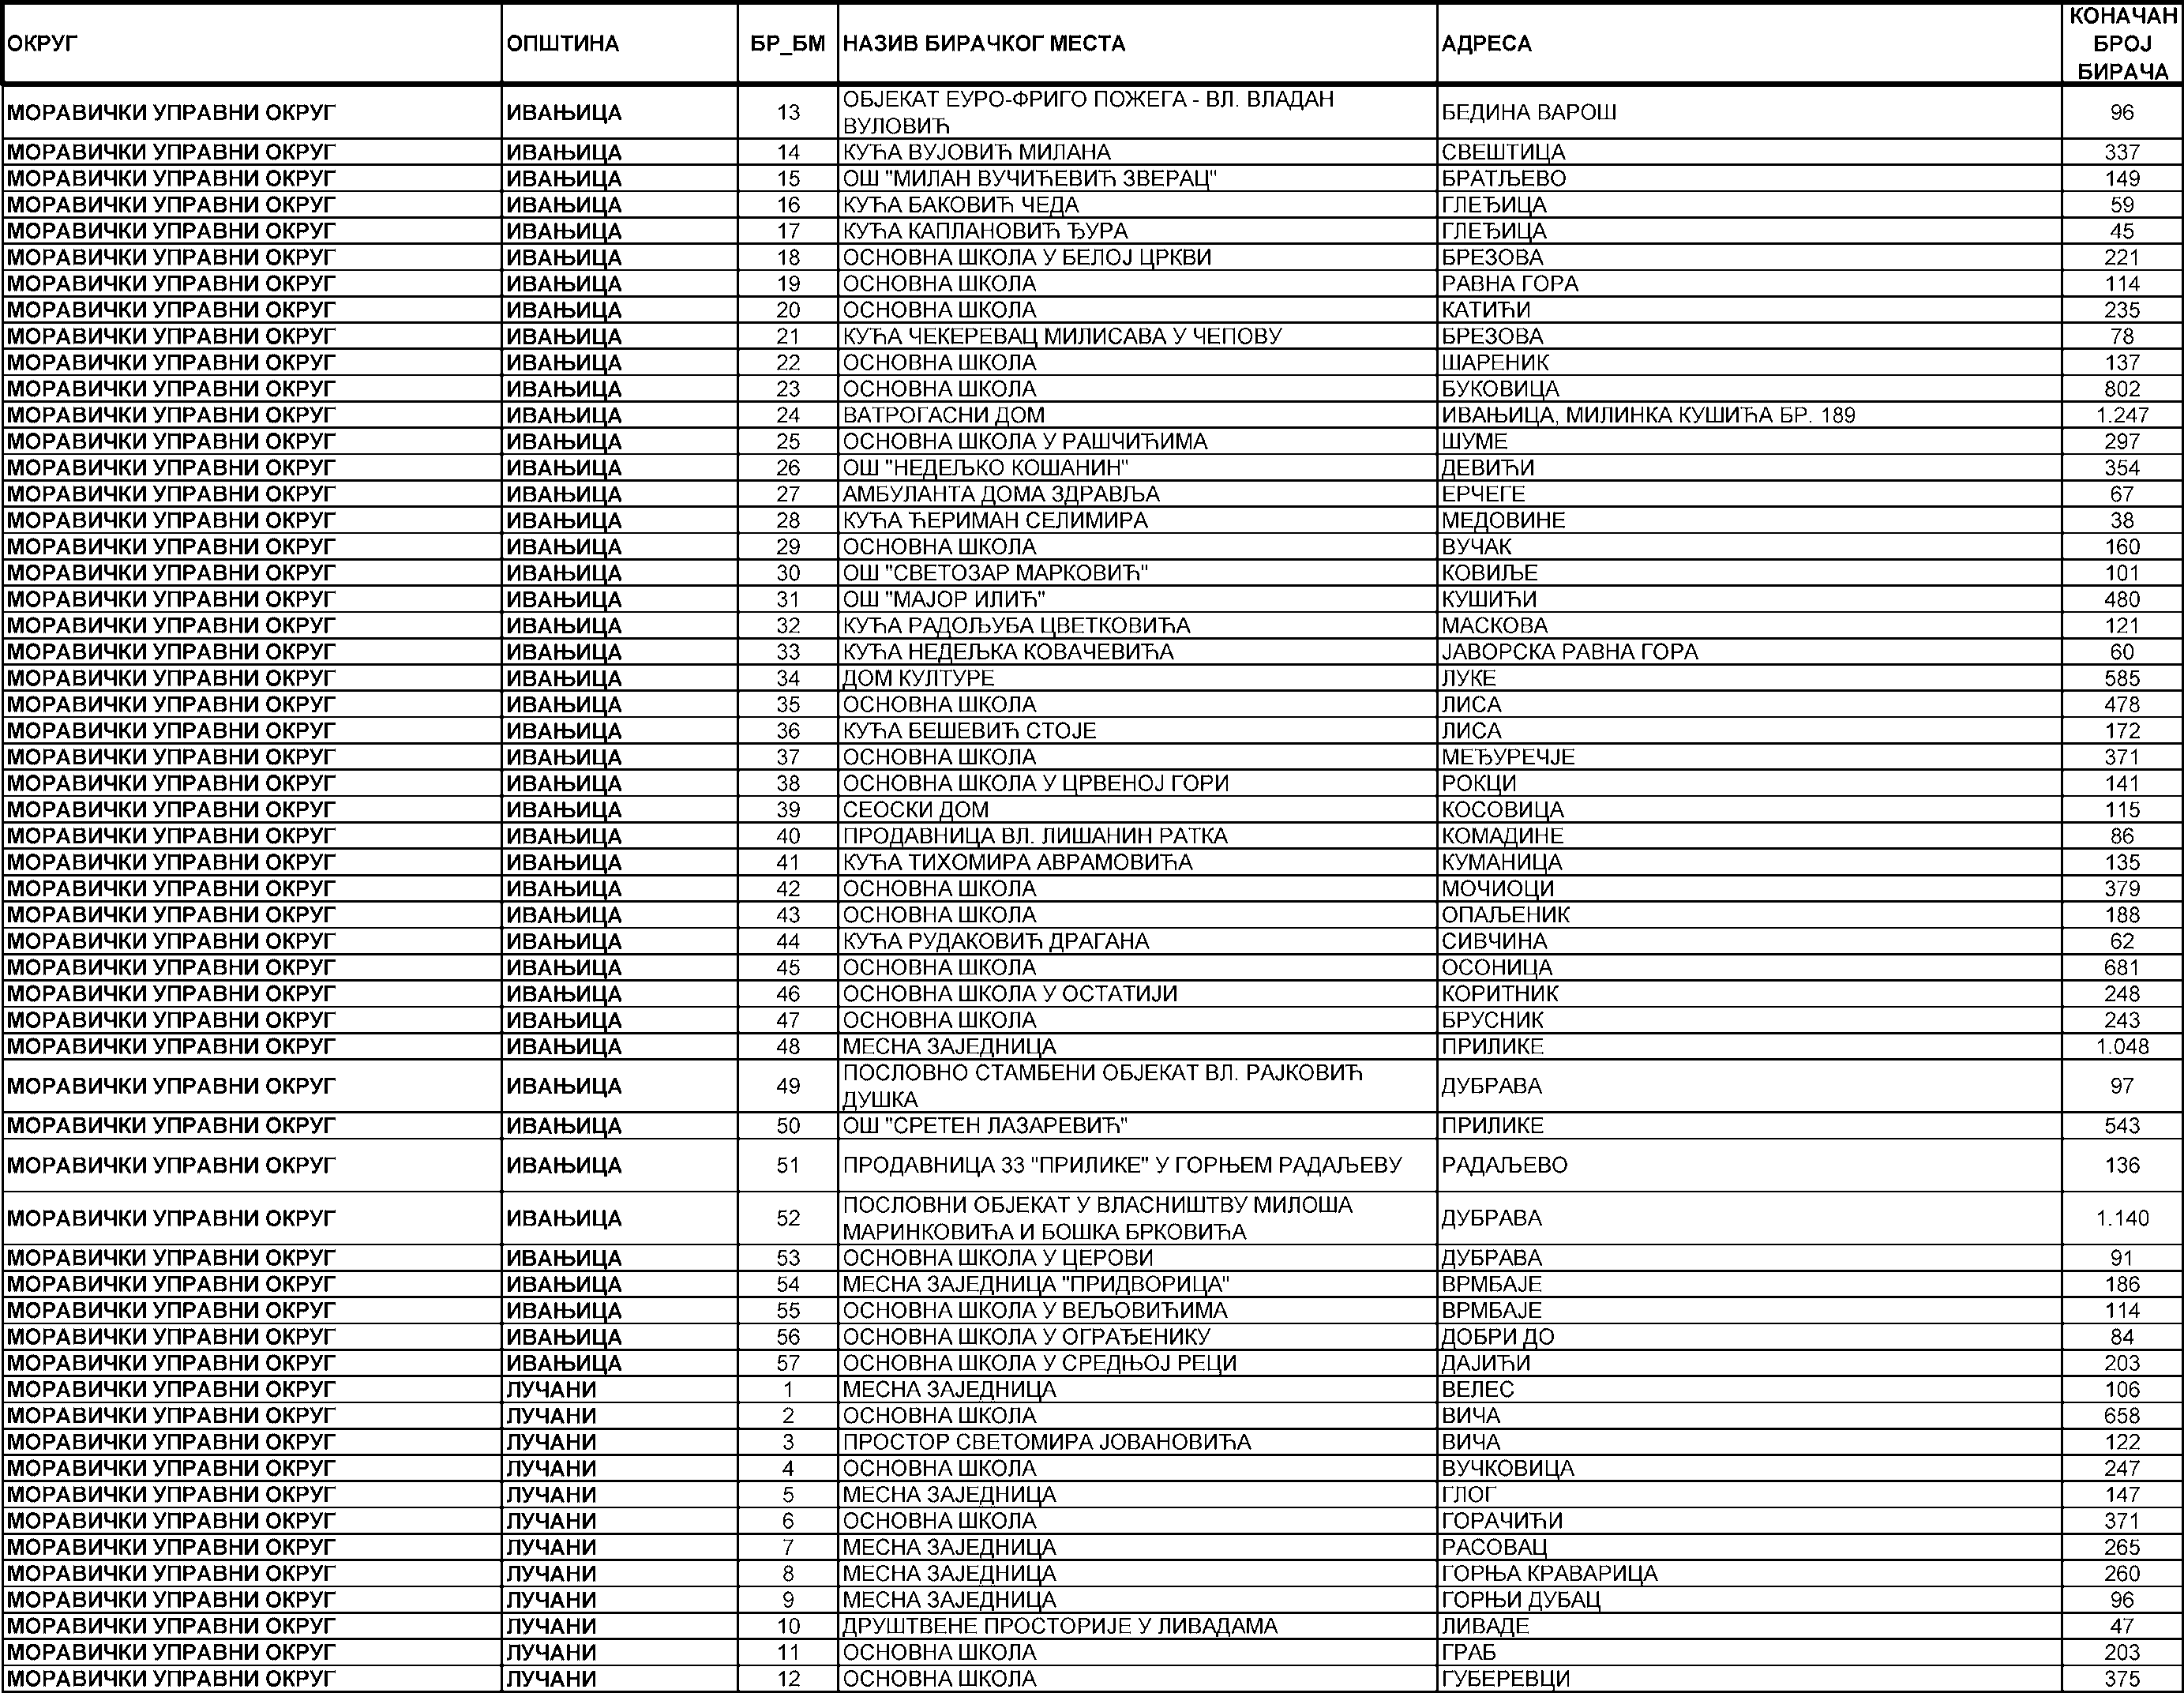 ОКРУГ ОПШТИНА БР_БМ НАЗИВ БИРАЧКОГ МЕСТА АДРЕСА КОНАЧАН БРОЈ БИРАЧА
МОРАВИЧКИ УПРАВНИ ОКРУГ ИВАЊИЦА 13 ОБЈЕКАТ ЕУРО-ФРИГО ПОЖЕГА - ВЛ. ВЛАДАН ВУЛОВИЋ БЕДИНА ВАРОШ 96
МОРАВИЧКИ УПРАВНИ ОКРУГ ИВАЊИЦА 14 КУЋА ВУЈОВИЋ МИЛАНА СВЕШТИЦА 337
МОРАВИЧКИ УПРАВНИ ОКРУГ ИВАЊИЦА 15 ОШ "МИЛАН ВУЧИЋЕВИЋ ЗВЕРАЦ" БРАТЉЕВО 149
МОРАВИЧКИ УПРАВНИ ОКРУГ ИВАЊИЦА 16 КУЋА БАКОВИЋ ЧЕДА ГЛЕЂИЦА 59
МОРАВИЧКИ УПРАВНИ ОКРУГ ИВАЊИЦА 17 КУЋА КАПЛАНОВИЋ ЂУРА ГЛЕЂИЦА 45
МОРАВИЧКИ УПРАВНИ ОКРУГ ИВАЊИЦА 18 ОСНОВНА ШКОЛА У БЕЛОЈ ЦРКВИ БРЕЗОВА 221
МОРАВИЧКИ УПРАВНИ ОКРУГ ИВАЊИЦА 19 ОСНОВНА ШКОЛА РАВНА ГОРА 114
МОРАВИЧКИ УПРАВНИ ОКРУГ ИВАЊИЦА 20 ОСНОВНА ШКОЛА КАТИЋИ 235
МОРАВИЧКИ УПРАВНИ ОКРУГ ИВАЊИЦА 21 КУЋА ЧЕКЕРЕВАЦ МИЛИСАВА У ЧЕПОВУ БРЕЗОВА 78
МОРАВИЧКИ УПРАВНИ ОКРУГ ИВАЊИЦА 22 ОСНОВНА ШКОЛА ШАРЕНИК 137
МОРАВИЧКИ УПРАВНИ ОКРУГ ИВАЊИЦА 23 ОСНОВНА ШКОЛА БУКОВИЦА 802
МОРАВИЧКИ УПРАВНИ ОКРУГ ИВАЊИЦА 24 ВАТРОГАСНИ ДОМ ИВАЊИЦА, МИЛИНКА КУШИЋА БР. 189 1.247
МОРАВИЧКИ УПРАВНИ ОКРУГ ИВАЊИЦА 25 ОСНОВНА ШКОЛА У РАШЧИЋИМА ШУМЕ 297
МОРАВИЧКИ УПРАВНИ ОКРУГ ИВАЊИЦА 26 ОШ "НЕДЕЉКО КОШАНИН" ДЕВИЋИ 354
МОРАВИЧКИ УПРАВНИ ОКРУГ ИВАЊИЦА 27 АМБУЛАНТА ДОМА ЗДРАВЉА ЕРЧЕГЕ 67
МОРАВИЧКИ УПРАВНИ ОКРУГ ИВАЊИЦА 28 КУЋА ЋЕРИМАН СЕЛИМИРА МЕДОВИНЕ 38
МОРАВИЧКИ УПРАВНИ ОКРУГ ИВАЊИЦА 29 ОСНОВНА ШКОЛА ВУЧАК 160
МОРАВИЧКИ УПРАВНИ ОКРУГ ИВАЊИЦА 30 ОШ "СВЕТОЗАР МАРКОВИЋ" КОВИЉЕ 101
МОРАВИЧКИ УПРАВНИ ОКРУГ ИВАЊИЦА 31 ОШ "МАЈОР ИЛИЋ" КУШИЋИ 480
МОРАВИЧКИ УПРАВНИ ОКРУГ ИВАЊИЦА 32 КУЋА РАДОЉУБА ЦВЕТКОВИЋА МАСКОВА 121
МОРАВИЧКИ УПРАВНИ ОКРУГ ИВАЊИЦА 33 КУЋА НЕДЕЉКА КОВАЧЕВИЋА ЈАВОРСКА РАВНА ГОРА 60
МОРАВИЧКИ УПРАВНИ ОКРУГ ИВАЊИЦА 34 ДОМ КУЛТУРЕ ЛУКЕ 585
МОРАВИЧКИ УПРАВНИ ОКРУГ ИВАЊИЦА 35 ОСНОВНА ШКОЛА ЛИСА 478
МОРАВИЧКИ УПРАВНИ ОКРУГ ИВАЊИЦА 36 КУЋА БЕШЕВИЋ СТОЈЕ ЛИСА 172
МОРАВИЧКИ УПРАВНИ ОКРУГ ИВАЊИЦА 37 ОСНОВНА ШКОЛА МЕЂУРЕЧЈЕ 371
МОРАВИЧКИ УПРАВНИ ОКРУГ ИВАЊИЦА 38 ОСНОВНА ШКОЛА У ЦРВЕНОЈ ГОРИ РОКЦИ 141
МОРАВИЧКИ УПРАВНИ ОКРУГ ИВАЊИЦА 39 СЕОСКИ ДОМ КОСОВИЦА 115
МОРАВИЧКИ УПРАВНИ ОКРУГ ИВАЊИЦА 40 ПРОДАВНИЦА ВЛ. ЛИШАНИН РАТКА КОМАДИНЕ 86
МОРАВИЧКИ УПРАВНИ ОКРУГ ИВАЊИЦА 41 КУЋА ТИХОМИРА АВРАМОВИЋА КУМАНИЦА 135
МОРАВИЧКИ УПРАВНИ ОКРУГ ИВАЊИЦА 42 ОСНОВНА ШКОЛА МОЧИОЦИ 379
МОРАВИЧКИ УПРАВНИ ОКРУГ ИВАЊИЦА 43 ОСНОВНА ШКОЛА ОПАЉЕНИК 188
МОРАВИЧКИ УПРАВНИ ОКРУГ ИВАЊИЦА 44 КУЋА РУДАКОВИЋ ДРАГАНА СИВЧИНА 62
МОРАВИЧКИ УПРАВНИ ОКРУГ ИВАЊИЦА 45 ОСНОВНА ШКОЛА ОСОНИЦА 681
МОРАВИЧКИ УПРАВНИ ОКРУГ ИВАЊИЦА 46 ОСНОВНА ШКОЛА У ОСТАТИЈИ КОРИТНИК 248
МОРАВИЧКИ УПРАВНИ ОКРУГ ИВАЊИЦА 47 ОСНОВНА ШКОЛА БРУСНИК 243
МОРАВИЧКИ УПРАВНИ ОКРУГ ИВАЊИЦА 48 МЕСНА ЗАЈЕДНИЦА ПРИЛИКЕ 1.048
МОРАВИЧКИ УПРАВНИ ОКРУГ ИВАЊИЦА 49 ПОСЛОВНО СТАМБЕНИ ОБЈЕКАТ ВЛ. РАЈКОВИЋ ДУШКА ДУБРАВА 97
МОРАВИЧКИ УПРАВНИ ОКРУГ ИВАЊИЦА 50 ОШ "СРЕТЕН ЛАЗАРЕВИЋ" ПРИЛИКЕ 543
МОРАВИЧКИ УПРАВНИ ОКРУГ ИВАЊИЦА 51 ПРОДАВНИЦА ЗЗ "ПРИЛИКЕ" У ГОРЊЕМ РАДАЉЕВУ РАДАЉЕВО 136
МОРАВИЧКИ УПРАВНИ ОКРУГ ИВАЊИЦА 52 ПОСЛОВНИ ОБЈЕКАТ У ВЛАСНИШТВУ МИЛОША МАРИНКОВИЋА И БОШКА БРКОВИЋА ДУБРАВА 1.140
МОРАВИЧКИ УПРАВНИ ОКРУГ ИВАЊИЦА 53 ОСНОВНА ШКОЛА У ЦЕРОВИ ДУБРАВА 91
МОРАВИЧКИ УПРАВНИ ОКРУГ ИВАЊИЦА 54 МЕСНА ЗАЈЕДНИЦА "ПРИДВОРИЦА" ВРМБАЈЕ 186
МОРАВИЧКИ УПРАВНИ ОКРУГ ИВАЊИЦА 55 ОСНОВНА ШКОЛА У ВЕЉОВИЋИМА ВРМБАЈЕ 114
МОРАВИЧКИ УПРАВНИ ОКРУГ ИВАЊИЦА 56 ОСНОВНА ШКОЛА У ОГРАЂЕНИКУ ДОБРИ ДО 84
МОРАВИЧКИ УПРАВНИ ОКРУГ ИВАЊИЦА 57 ОСНОВНА ШКОЛА У СРЕДЊОЈ РЕЦИ ДАЈИЋИ 203
МОРАВИЧКИ УПРАВНИ ОКРУГ ЛУЧАНИ 1 МЕСНА ЗАЈЕДНИЦА ВЕЛЕС 106
МОРАВИЧКИ УПРАВНИ ОКРУГ ЛУЧАНИ 2 ОСНОВНА ШКОЛА ВИЧА 658
МОРАВИЧКИ УПРАВНИ ОКРУГ ЛУЧАНИ 3 ПРОСТОР СВЕТОМИРА ЈОВАНОВИЋА ВИЧА 122
МОРАВИЧКИ УПРАВНИ ОКРУГ ЛУЧАНИ 4 ОСНОВНА ШКОЛА ВУЧКОВИЦА 247
МОРАВИЧКИ УПРАВНИ ОКРУГ ЛУЧАНИ 5 МЕСНА ЗАЈЕДНИЦА ГЛОГ 147
МОРАВИЧКИ УПРАВНИ ОКРУГ ЛУЧАНИ 6 ОСНОВНА ШКОЛА ГОРАЧИЋИ 371
МОРАВИЧКИ УПРАВНИ ОКРУГ ЛУЧАНИ 7 МЕСНА ЗАЈЕДНИЦА РАСОВАЦ 265
МОРАВИЧКИ УПРАВНИ ОКРУГ ЛУЧАНИ 8 МЕСНА ЗАЈЕДНИЦА ГОРЊА КРАВАРИЦА 260
МОРАВИЧКИ УПРАВНИ ОКРУГ ЛУЧАНИ 9 МЕСНА ЗАЈЕДНИЦА ГОРЊИ ДУБАЦ 96
МОРАВИЧКИ УПРАВНИ ОКРУГ ЛУЧАНИ 10 ДРУШТВЕНЕ ПРОСТОРИЈЕ У ЛИВАДАМА ЛИВАДЕ 47
МОРАВИЧКИ УПРАВНИ ОКРУГ ЛУЧАНИ 11 ОСНОВНА ШКОЛА ГРАБ 203
МОРАВИЧКИ УПРАВНИ ОКРУГ ЛУЧАНИ 12 ОСНОВНА ШКОЛА ГУБЕРЕВЦИ 375